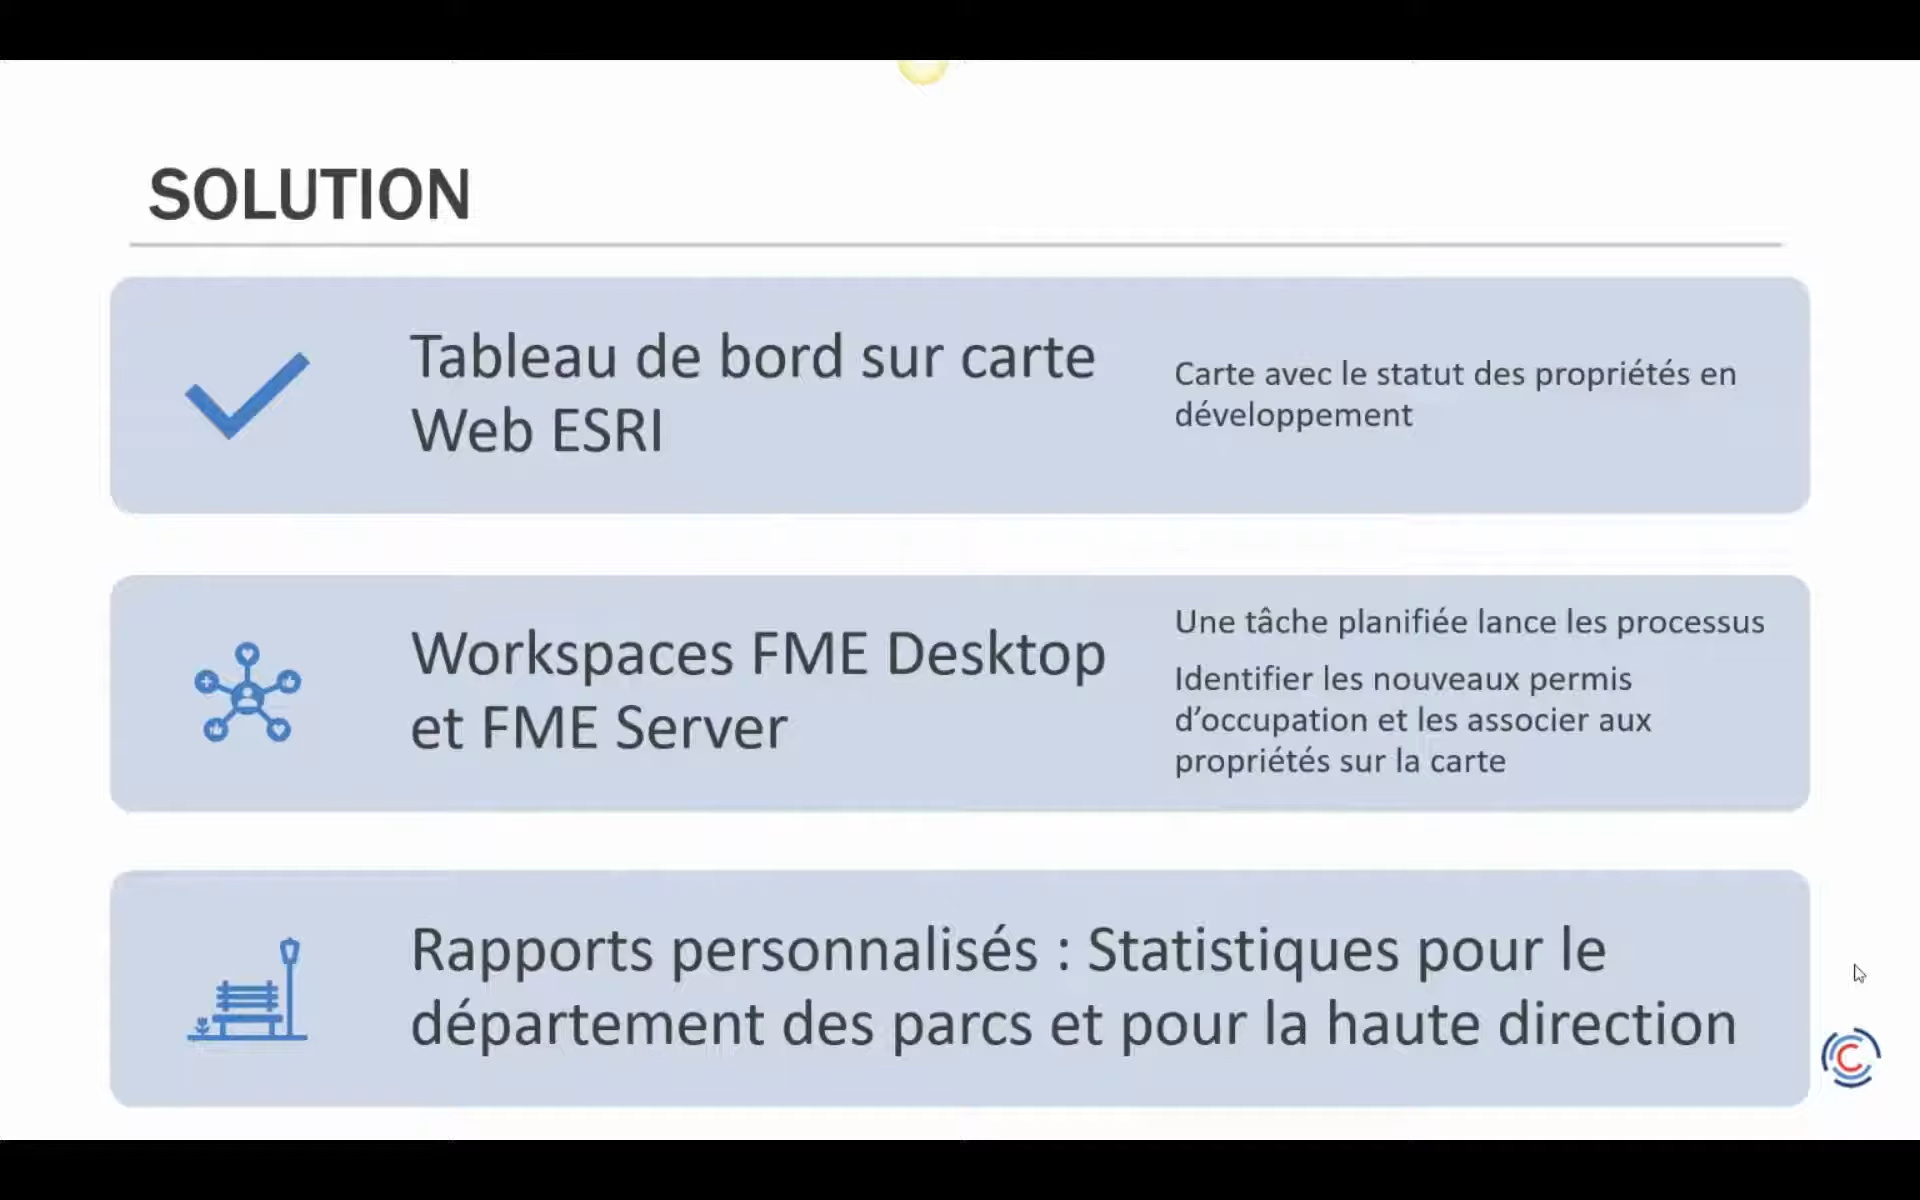 SOLUTION
Tableau de bord sur carte
Web ESRI
Carte avec le statut des propriétés en
développement
Workspaces FME Desktop
et FME Server
Une tâche planifiée lance les processus
Identifier les nouveaux permis
d’occupation et les associer aux
propriétés sur la carte
Rapports personnalisés : Statistiques pour le
département des parcs et pour la haute direction